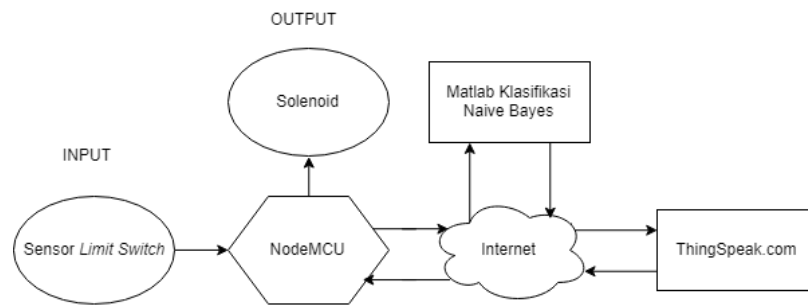 OUTPUT
Solenoid
Matlab Klasifikasi
Naive Bayes
INPUT
Sensor Limit Switch
NodeMCU
Internet
ThingSpeak.com